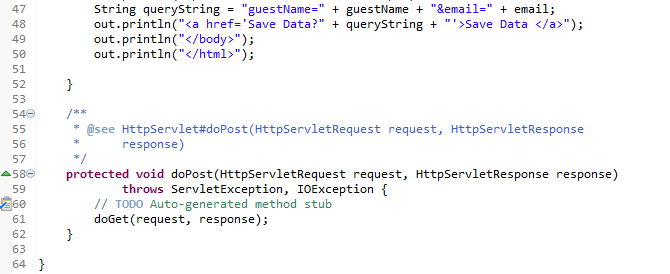 47 String queryString = "guestName=" + guestName + "&email=" + email;
48 out.println("<a href='Save Data?" + queryString + "'>Save Data </a>");
49 out.println("</body>");
50 out.println("</html>");
51
52 }
53
54 /**
55 * @see HttpServlet#doPost(HttpServletRequest request, HttpServletResponse
56 * response)
57 */
58 protected void doPost(HttpServletRequest request, HttpServletResponse response)
59 throws ServletException, IOException {
60 // TODO Auto-generated method stub
61 doGet(request, response);
62 }
63
64 }